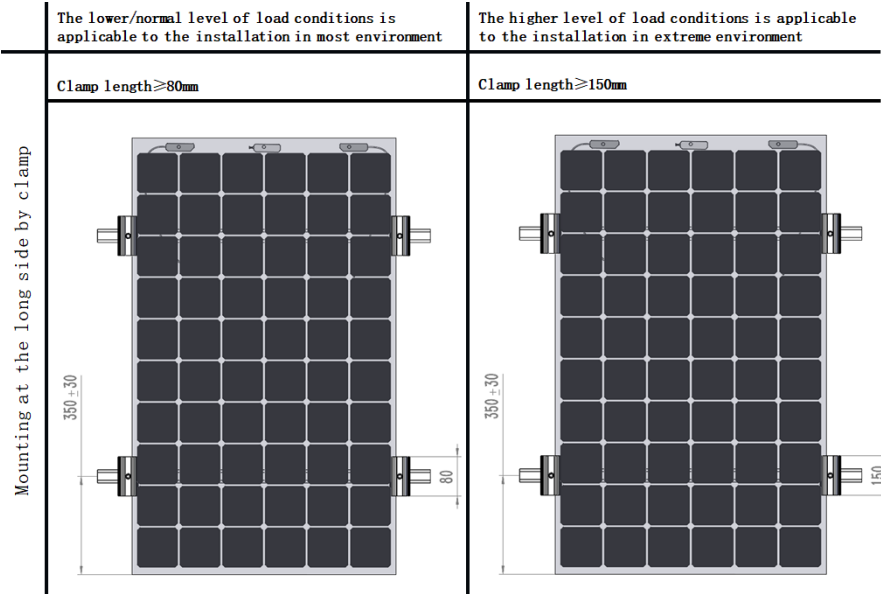 The lower/normal level of load conditions is
applicable to the installation in most environment
The higher level of load conditions is applicable
to the installation in extreme environment
Clamp length≥80mm
Clamp length≥150mm
Mounting at the long side by clamp
350±30
80
350±30
150